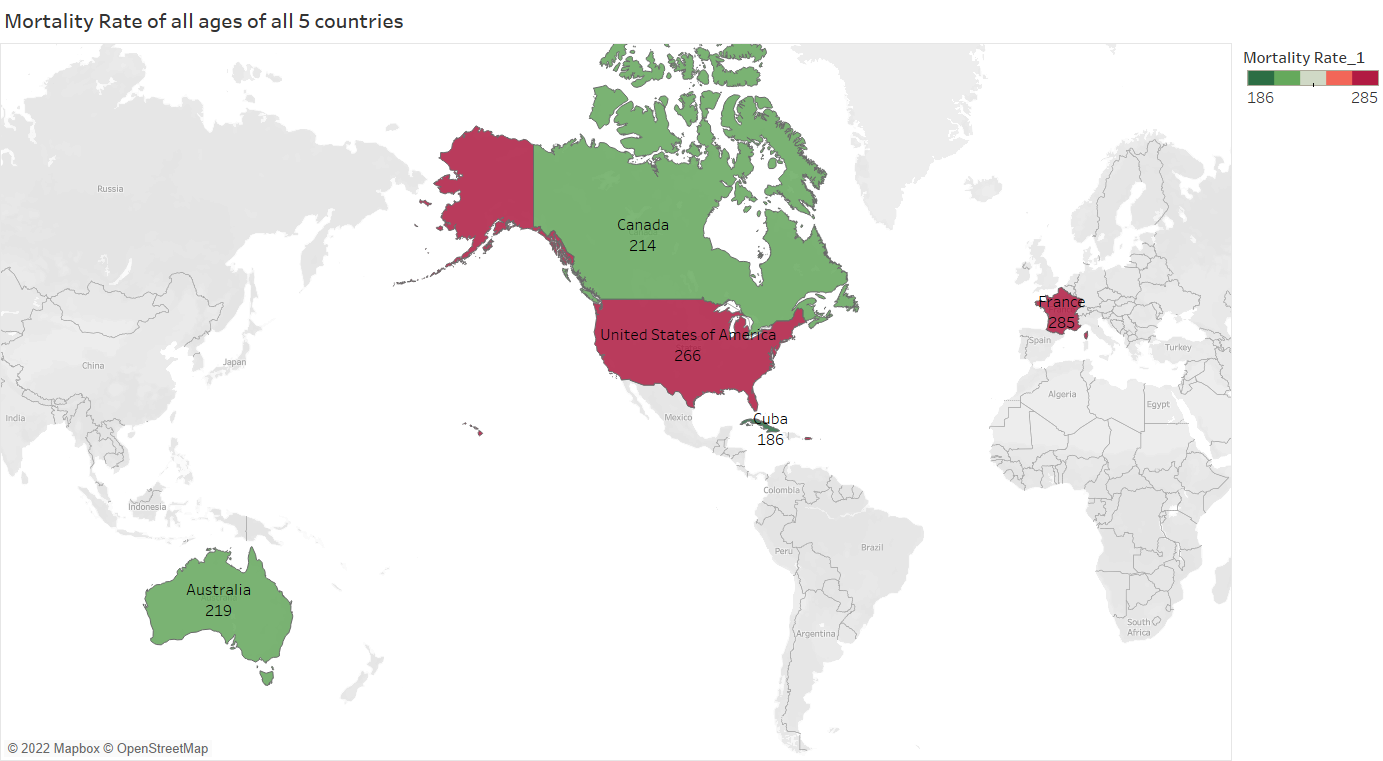 Mortality Rate of all ages of all 5 countries
Mortality Rate_1
186 285
Russia
Canada
214
France
285
United States of America
266
Spain
Turkey
China
Japan
Algeria
Egypt
India
Mexico
Cuba
186
Colombia
Indonesia
Peru
Brazil
Australia
219
South
Africa
Argentina
© 2022 Mapbox © OpenStreetMap